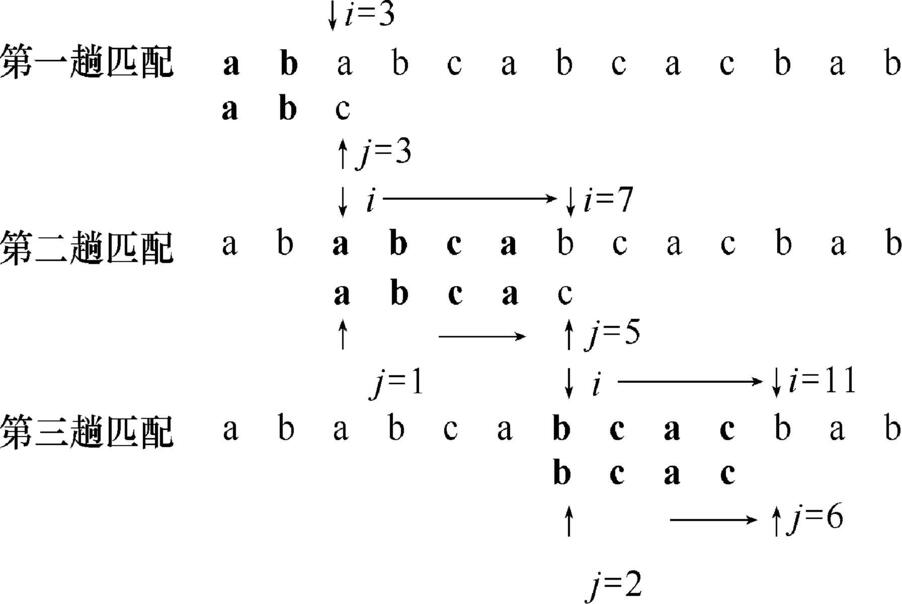 ↓i=3
第一趟匹配 a b a b c a b c a c b a b
a b c
↑j=3
↓ i → ↓i=7
第二趟匹配 a b a b c a b c a c b a b
a b c a c
↑ → ↑j=5
j=1
↓ i → ↓i=11
第三趟匹配 a b a b c a b c a c b a b
b c a c
↑ → ↑j=6
j=2